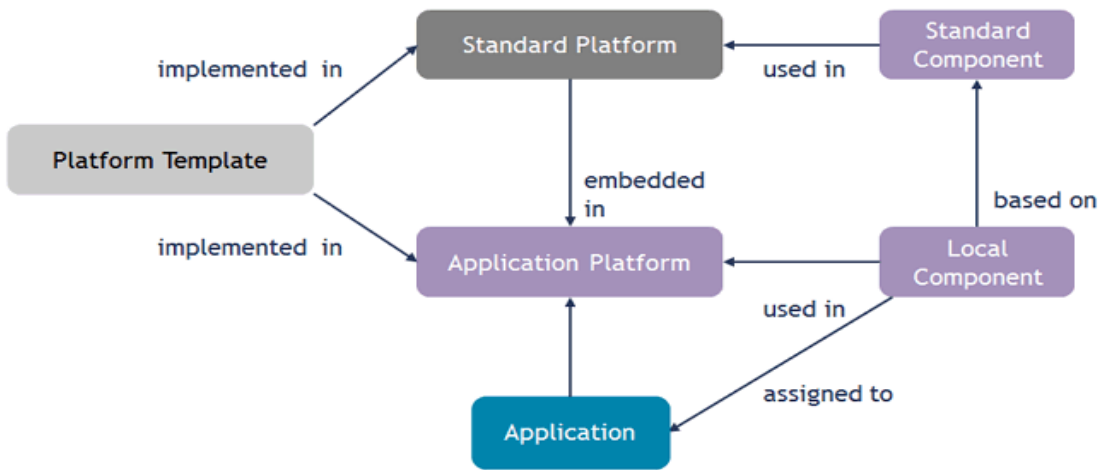 Standard Platform
Standard
Component
implemented in
used in
Platform Template
embedded
in
based on
implemented in
Application Platform
Local
Component
used in
assigned to
Application